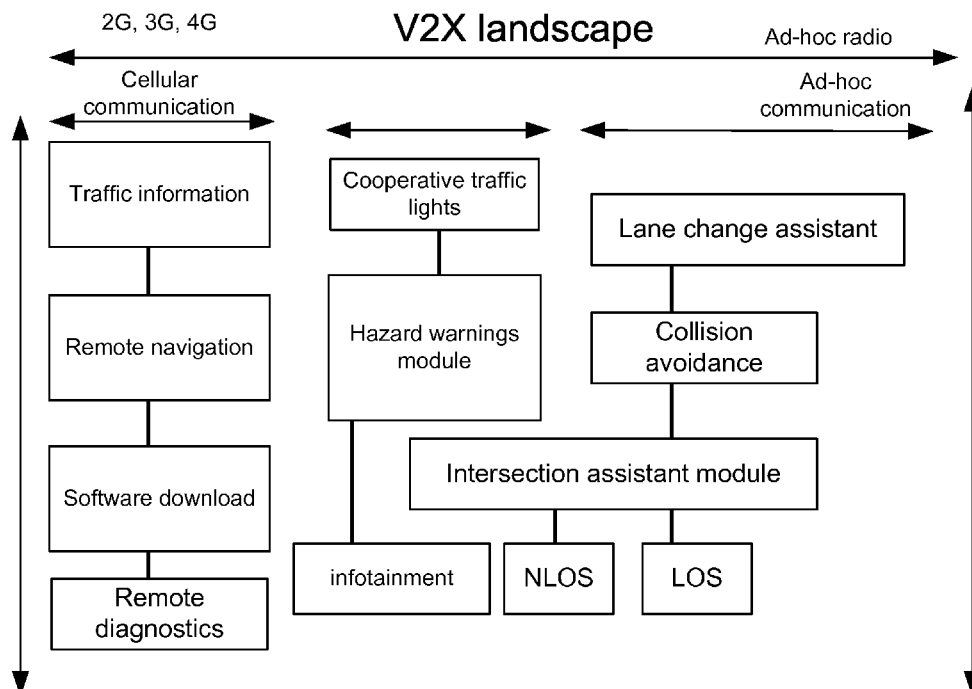 2G, 3G, 4G
V2X landscape
Ad-hoc radio
Cellular
communication
Ad-hoc
communication
Traffic information
Remote navigation
Software download
Remote
diagnostics
Cooperative traffic
lights
Hazard warnings
module
infotainment
Lane change assistant
Collision
avoidance
Intersection assistant module
NLOS
LOS